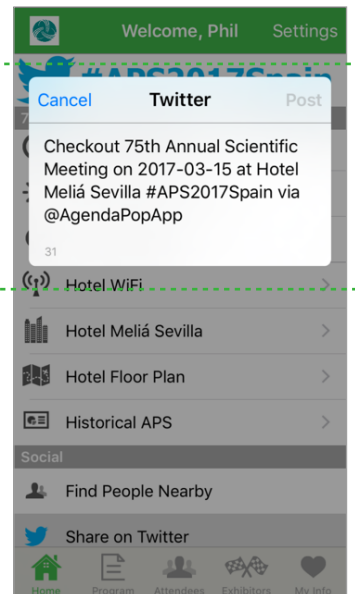 Welcome, Phil Settings
#APS2017Spain
Cancel Twitter Post
7
Checkout 75th Annual Scientific
Meeting on 2017-03-15 at Hotel
Meliá Sevilla #APS2017Spain via
@AgendaPopApp
31
Hotel WiFi
Hotel Meliá Sevilla
Hotel Floor Plan
Historical APS
Social
Find People Nearby
Share on Twitter
Home Program Attendees Exhibitors My Info